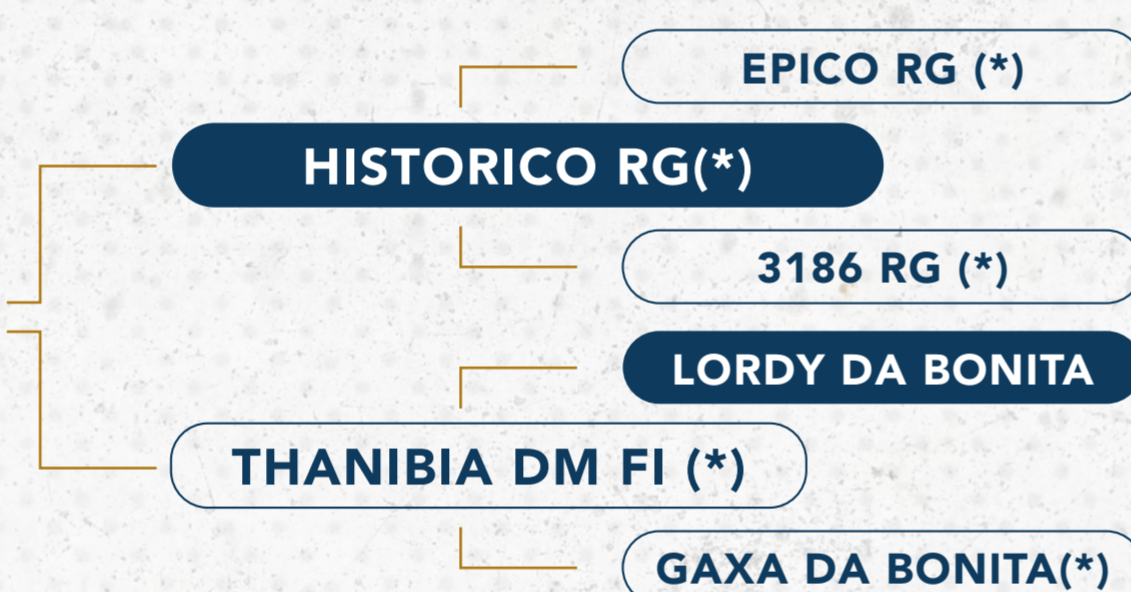 EPICO RG (*)
HISTORICO RG(*)
3186 RG (*)
LORDY DA BONITA
THANIBIA DM FI (*)
GAXA DA BONITA(*)